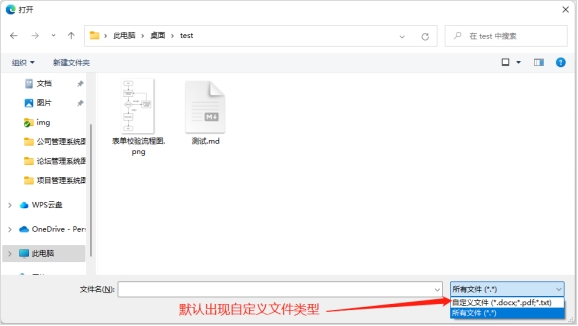 打开
此电脑
桌面
test
在 test 中搜索
组织
新建文件夹
文档
图片
img
公司管理系统图
论坛管理系统图
项目管理系统图
WPS云盘
OneDrive - Pers
此电脑
表单校验流程图.
png
测试.md
文件名(N):
所有文件 (*.*)
自定义文件 (*.docx;*.pdf;*.txt)
所有文件 (*.*)
默认出现自定义文件类型